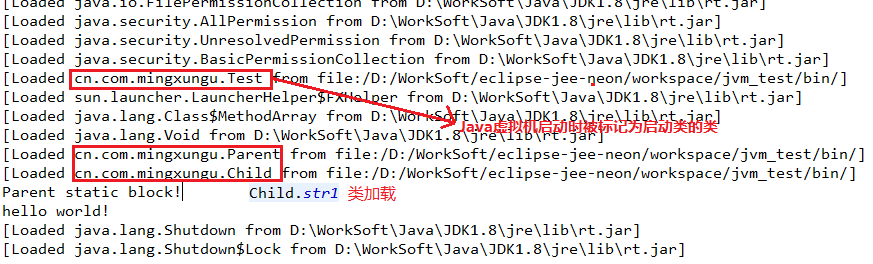 [Loaded java.io.FilePermissionCollection from D:\WorkSoft\Java\JDK1.8\jre\lib\rt.jar]
[Loaded java.security.AllPermission from D:\WorkSoft\Java\JDK1.8\jre\lib\rt.jar]
[Loaded java.security.UnresolvedPermission from D:\WorkSoft\Java\JDK1.8\jre\lib\rt.jar]
[Loaded java.security.BasicPermissionCollection from D:\WorkSoft\Java\JDK1.8\jre\lib\rt.jar]
[Loaded cn.com.mingxungu.Test from file:/D:/WorkSoft/eclipse-jee-neon/workspace/jvm_test/bin/]
[Loaded sun.launcher.LauncherHelper$FXHelper from D:\WorkSoft\Java\JDK1.8\jre\lib\rt.jar]
[Loaded java.lang.Class$MethodArray from D:\WorkSoft\Java\JDK1.8\jre\lib\rt.jar]
Java虚拟机启动时被标记为启动类的类
[Loaded java.lang.Void from D:\WorkSoft\Java\JDK1.8\jre\lib\rt.jar]
[Loaded cn.com.mingxungu.Parent from file:/D:/WorkSoft/eclipse-jee-neon/workspace/jvm_test/bin/]
[Loaded cn.com.mingxungu.Child from file:/D:/WorkSoft/eclipse-jee-neon/workspace/jvm_test/bin/]
Parent static block! Child.str1 类加载
hello world!
[Loaded java.lang.Shutdown from D:\WorkSoft\Java\JDK1.8\jre\lib\rt.jar]
[Loaded java.lang.Shutdown$Lock from D:\WorkSoft\Java\JDK1.8\jre\lib\rt.jar]